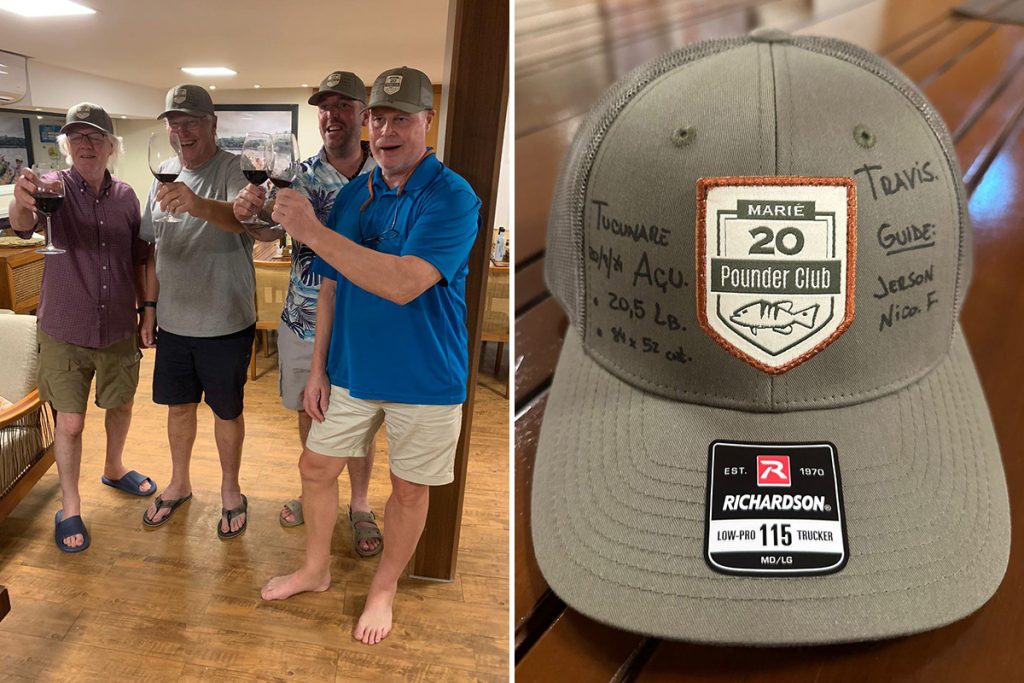 MARIÉ
20
Pounder Club
TUCUNARE
AÇU.
• 20,5 LB.
• 84 x 52 cm.
TRAVIS.
GUIDE:
JERSON
NICO. F
EST. R 1970
RICHARDSON®
LOW-PRO 115 TRUCKER
MD/LG